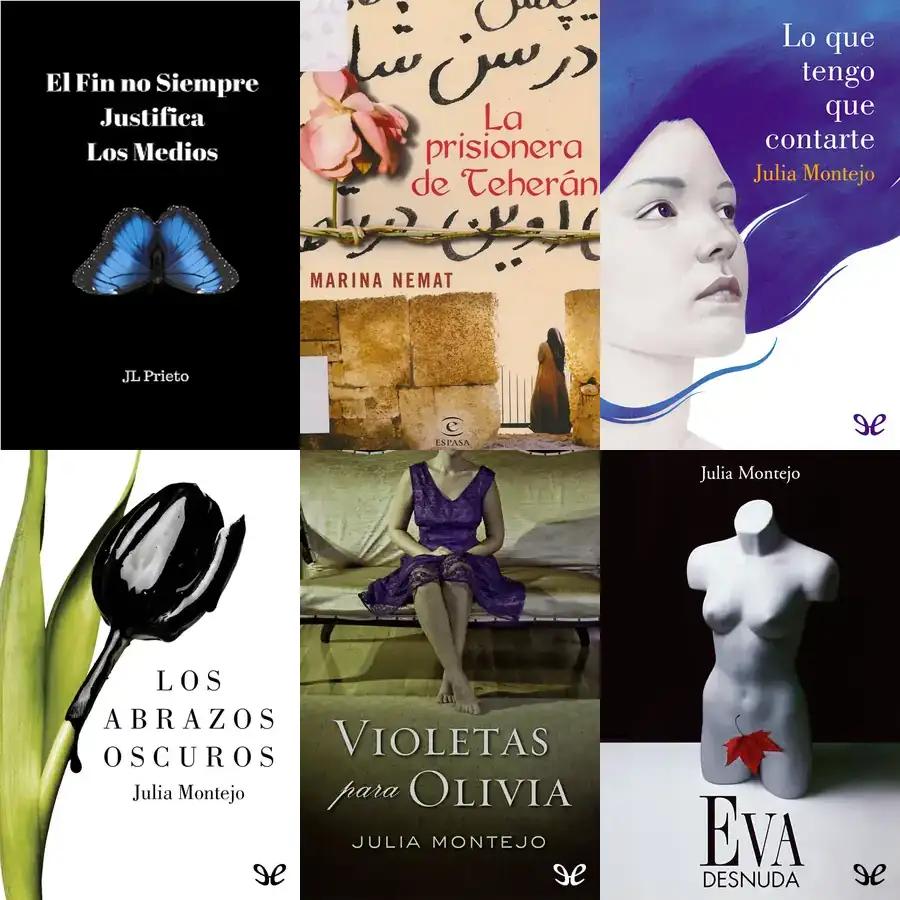 El Fin no Siempre
Justifica
Los Medios
JL Prieto
La
prisionera
de Teherán
MARINA NEMAT
e
ESPASA
Lo que
tengo
que
contarte
Julia Montejo
LOS
ABRAZOS
OSCUROS
Julia Montejo
VIOLETAS
para OLIVIA
JULIA MONTEJO
Julia Montejo
EVA
DESNUDA